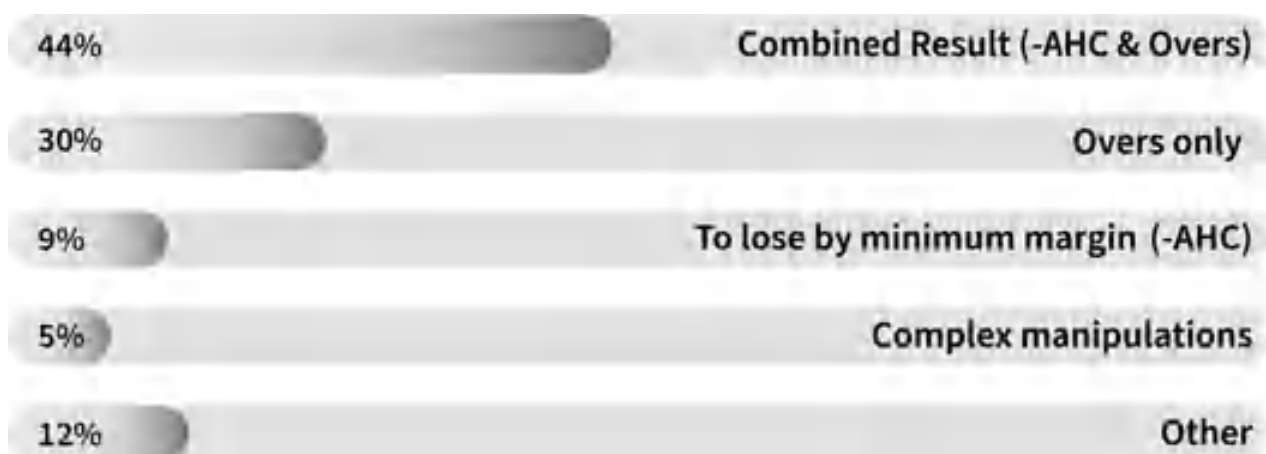 44% Combined Result (-AHC & Overs)
30% Overs only
9% To lose by minimum margin (-AHC)
5% Complex manipulations
12% Other